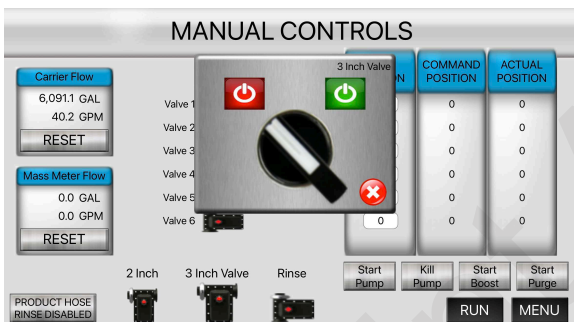 MANUAL CONTROLS
3 Inch Valve
ON
COMMAND
POSITION
ACTUAL
POSITION
Carrier Flow
6,091.1 GAL
40.2 GPM
RESET
Mass Meter Flow
0.0 GAL
0.0 GPM
RESET
Valve 1
0
0
Valve 2
0
0
Valve 3
0
0
Valve 4
0
0
Valve 5
0
0
Valve 6
0
0
0
2 Inch
3 Inch Valve
Rinse
Start
Pump
Kill
Pump
Start
Boost
Start
Purge
PRODUCT HOSE
RINSE DISABLED
RUN
MENU